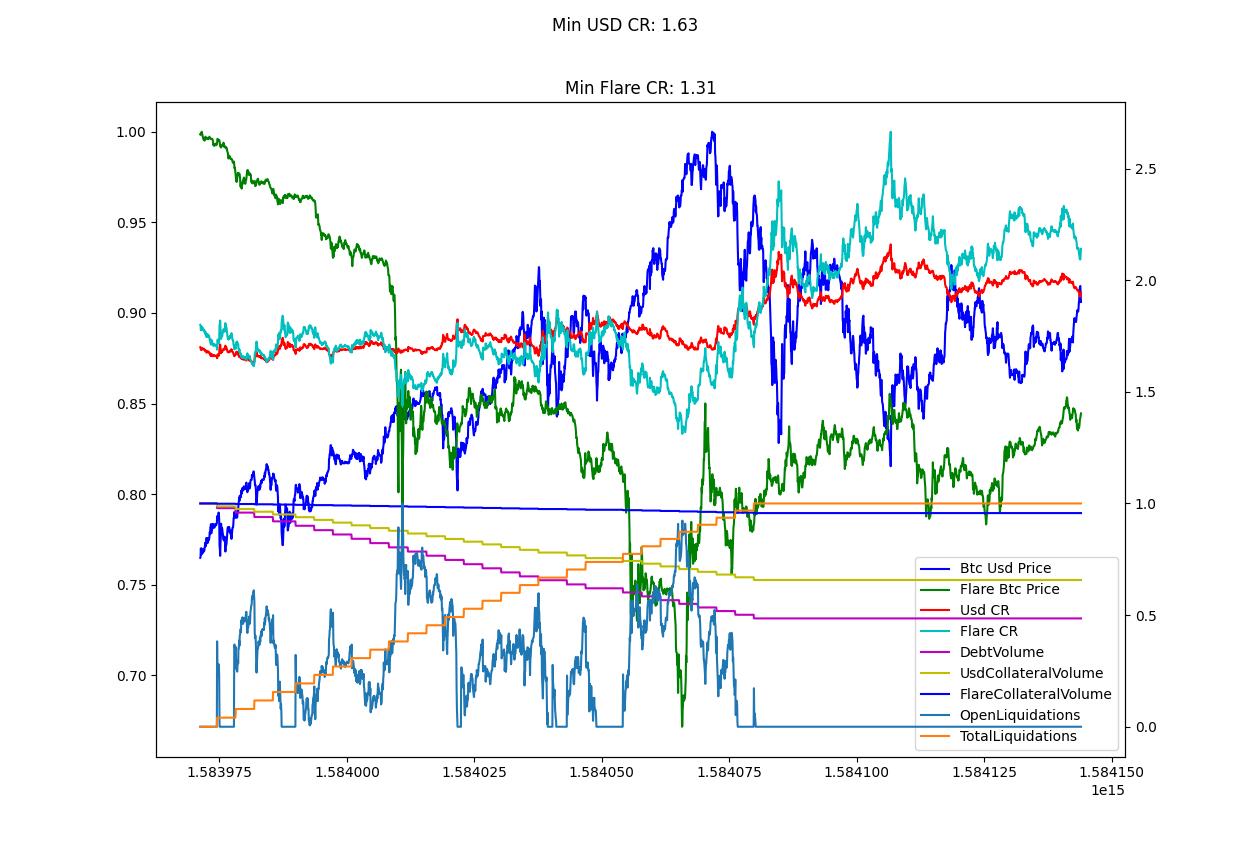 Min USD CR: 1.63
Min Flare CR: 1.31
1.00
0.95
0.90
0.85
0.80
0.75
0.70
2.5
2.0
1.5
1.0
0.5
0.0
Btc Usd Price
Flare Btc Price
Usd CR
Flare CR
DebtVolume
UsdCollateralVolume
FlareCollateralVolume
OpenLiquidations
TotalLiquidations
1.583975 1.584000 1.584025 1.584050 1.584075 1.584100 1.584125 1.584150
1e15